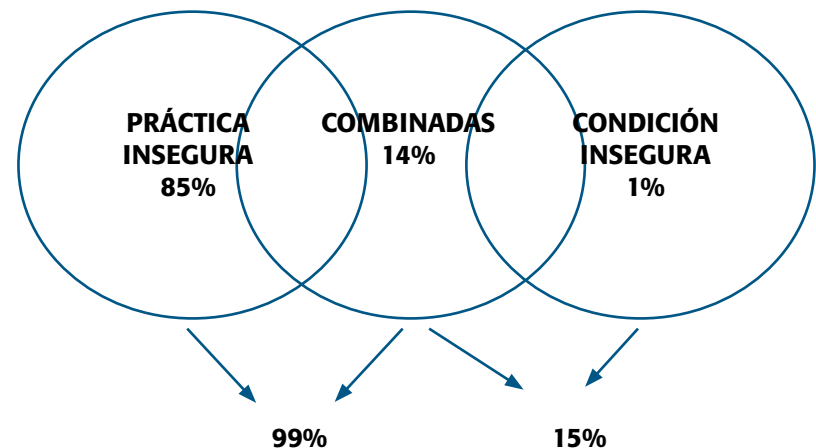 PRÁCTICA
INSEGURA
85%
COMBINADAS
14%
CONDICIÓN
INSEGURA
1%
99%
15%